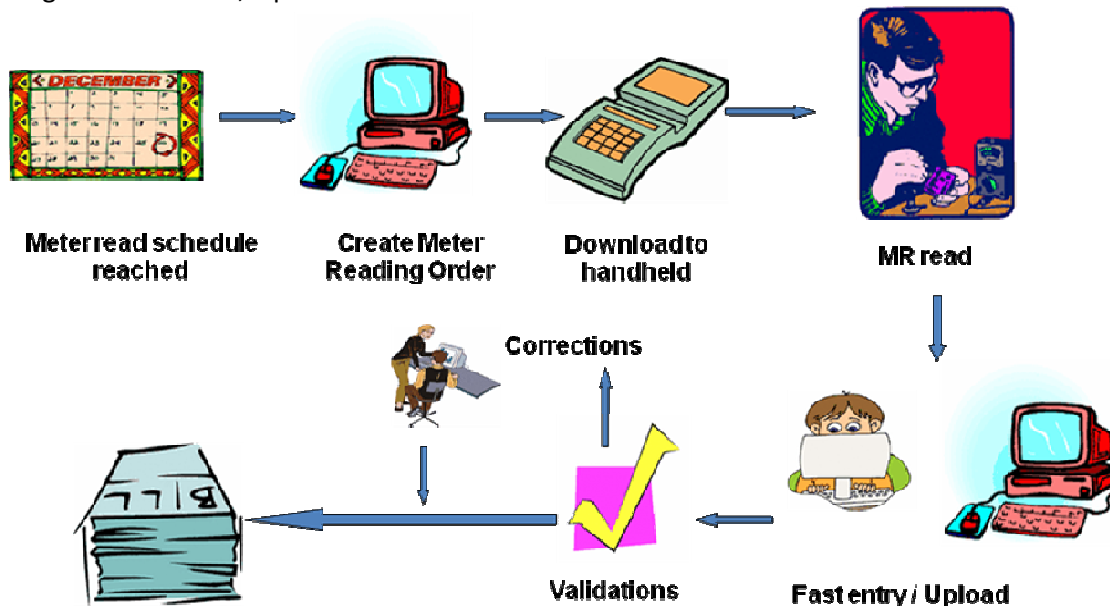 DECEMBER
Meter read schedule
reached
Create Meter
Reading Order
Download to
handheld
MR read
Corrections
BILL
Validations
Fast entry / Upload